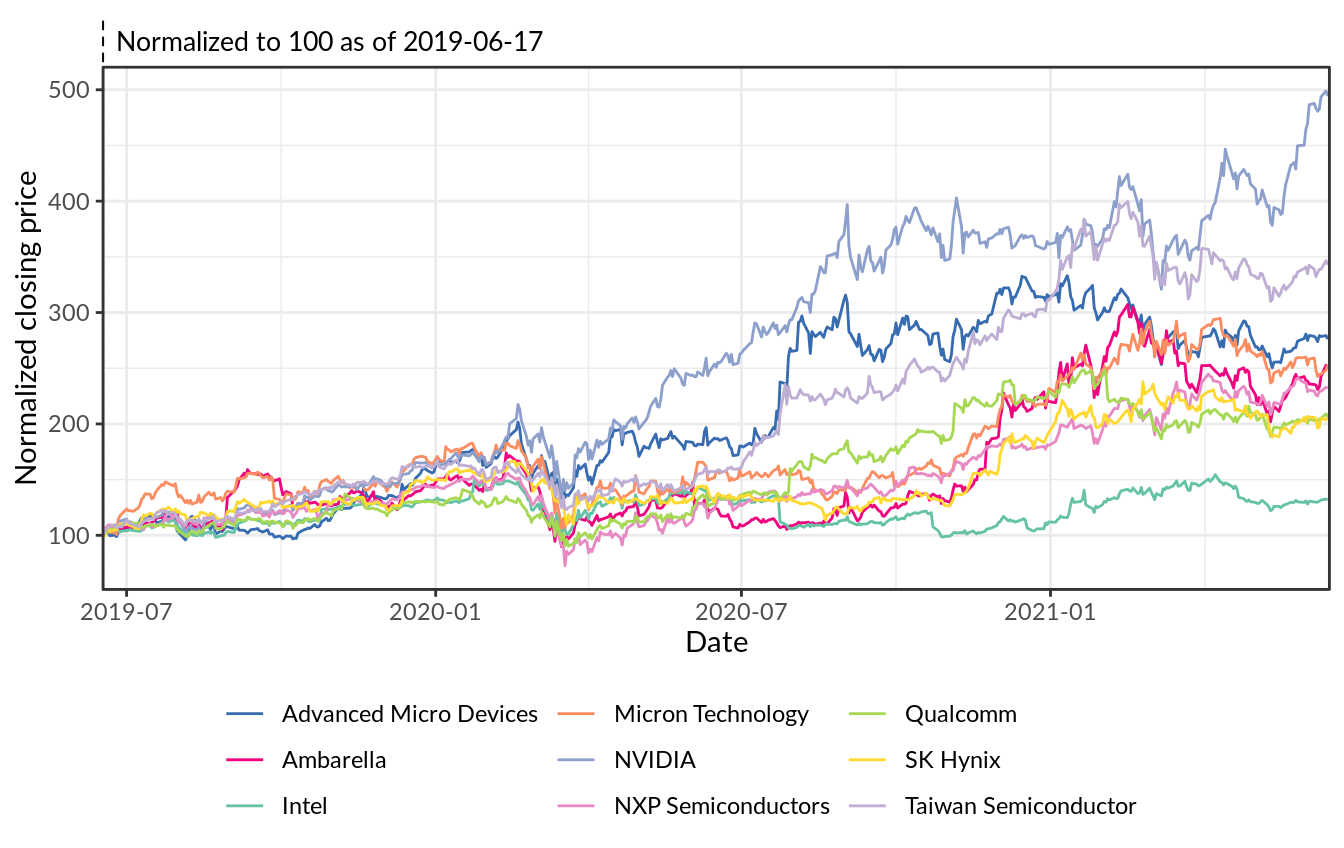 Normalized to 100 as of 2019-06-17
Normalized closing price
500
400
300
200
100
2019-07 2020-01 2020-07 2021-01
Date
Advanced Micro Devices Micron Technology Qualcomm
Ambarella NVIDIA SK Hynix
Intel NXP Semiconductors Taiwan Semiconductor